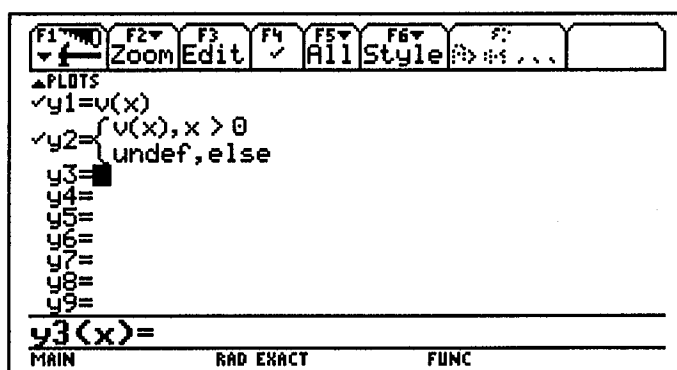 F1 F2▼ F3 F4 F5▼ F6▼ F7
Zoom Edit ✓ All Style
▲PLOTS
✓y1=v(x)
✓y2={v(x),x > 0
undef,else
y3=
y4=
y5=
y6=
y7=
y8=
y9=
y3(x)=
MAIN RAD EXACT FUNC